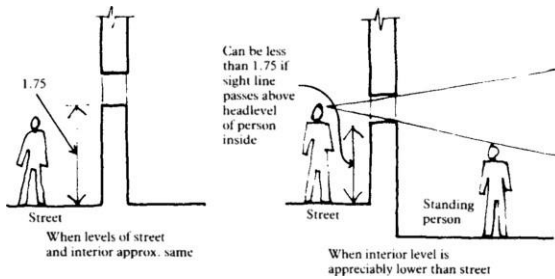 1.75
Street
When levels of street
and interior approx. same
Can be less
than 1.75 if
sight line
passes above
headlevel
of person
inside
Street
Standing
person
When interior level is
appreciably lower than street